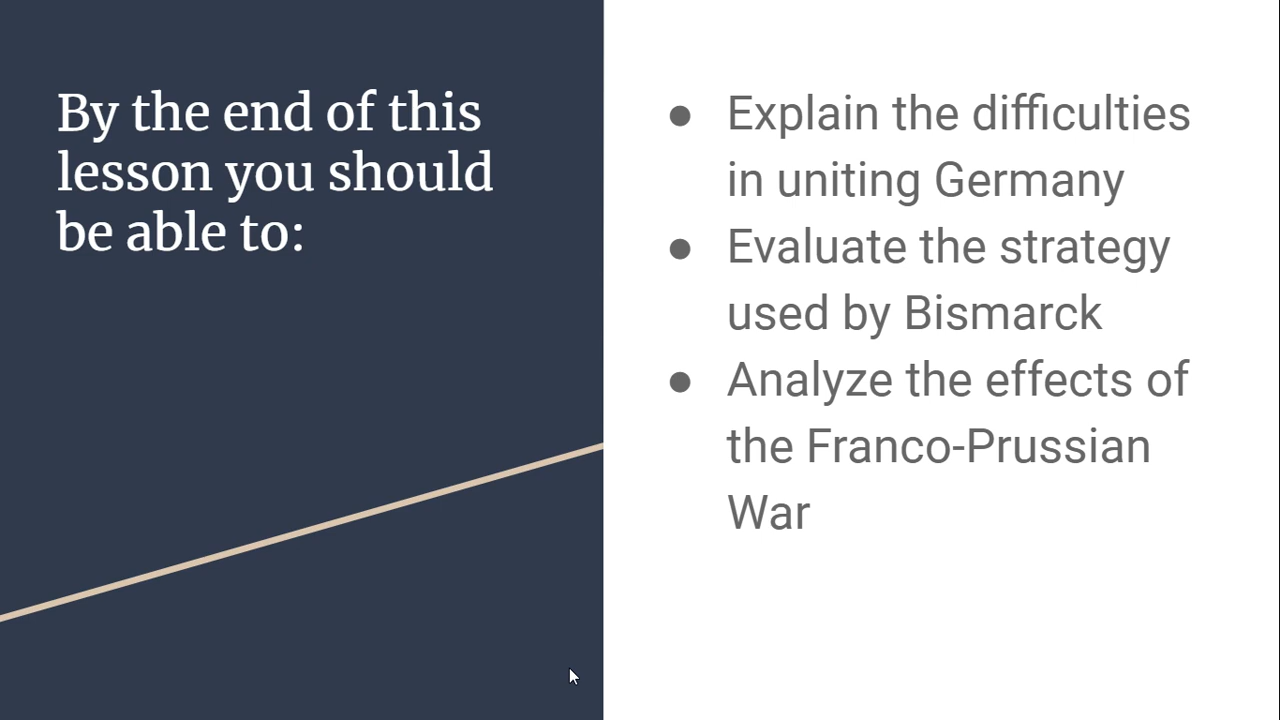 By the end of this
lesson you should
be able to:
● Explain the difficulties
in uniting Germany
● Evaluate the strategy
used by Bismarck
● Analyze the effects of
the Franco-Prussian
War